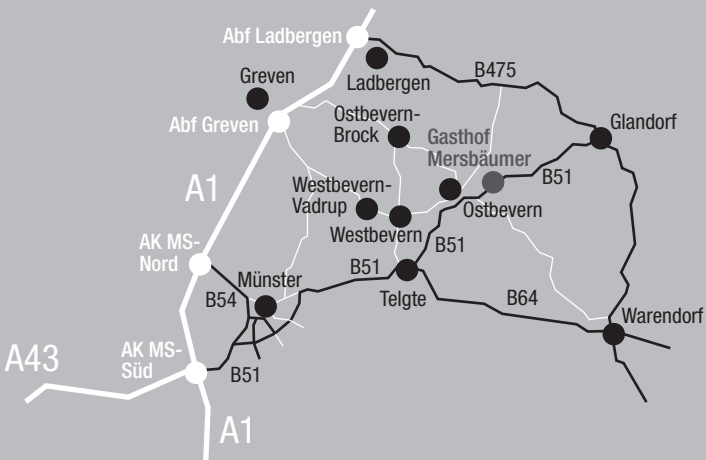 Abf Ladbergen
Greven
Ladbergen
B475
Abf Greven
Ostbevern-
Brock
Gasthof
Mersbäumer
Glandorf
A1
Westbevern-
Vadrup
B51
Ostbevern
Westbevern
AK MS-
Nord
B51
Münster
B51
B54
Telgte
B64
Warendorf
A43
AK MS-
Süd
B51
A1